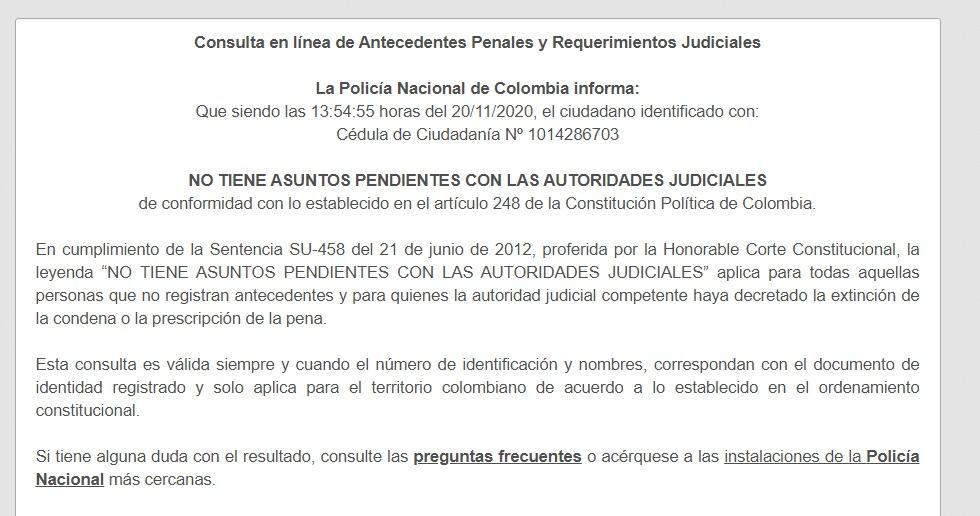 Consulta en línea de Antecedentes Penales y Requerimientos Judiciales
La Policía Nacional de Colombia informa:
Que siendo las 13:54:55 horas del 20/11/2020, el ciudadano identificado con:
Cédula de Ciudadanía Nº 1014286703
NO TIENE ASUNTOS PENDIENTES CON LAS AUTORIDADES JUDICIALES
de conformidad con lo establecido en el artículo 248 de la Constitución Política de Colombia.
En cumplimiento de la Sentencia SU-458 del 21 de junio de 2012, proferida por la Honorable Corte Constitucional, la
leyenda “NO TIENE ASUNTOS PENDIENTES CON LAS AUTORIDADES JUDICIALES” aplica para todas aquellas
personas que no registran antecedentes y para quienes la autoridad judicial competente haya decretado la extinción de
la condena o la prescripción de la pena.
Esta consulta es válida siempre y cuando el número de identificación y nombres, correspondan con el documento de
identidad registrado y solo aplica para el territorio colombiano de acuerdo a lo establecido en el ordenamiento
constitucional.
Si tiene alguna duda con el resultado, consulte las preguntas frecuentes o acérquese a las instalaciones de la Policía
Nacional más cercanas.